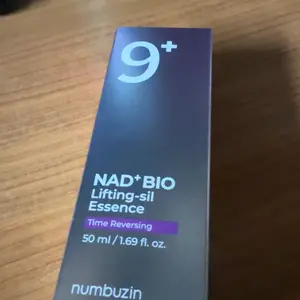 9+
NAD+ BIO
Lifting-sil
Essence
Time Reversing
50 ml / 1.69 fl. oz.
numbuzin